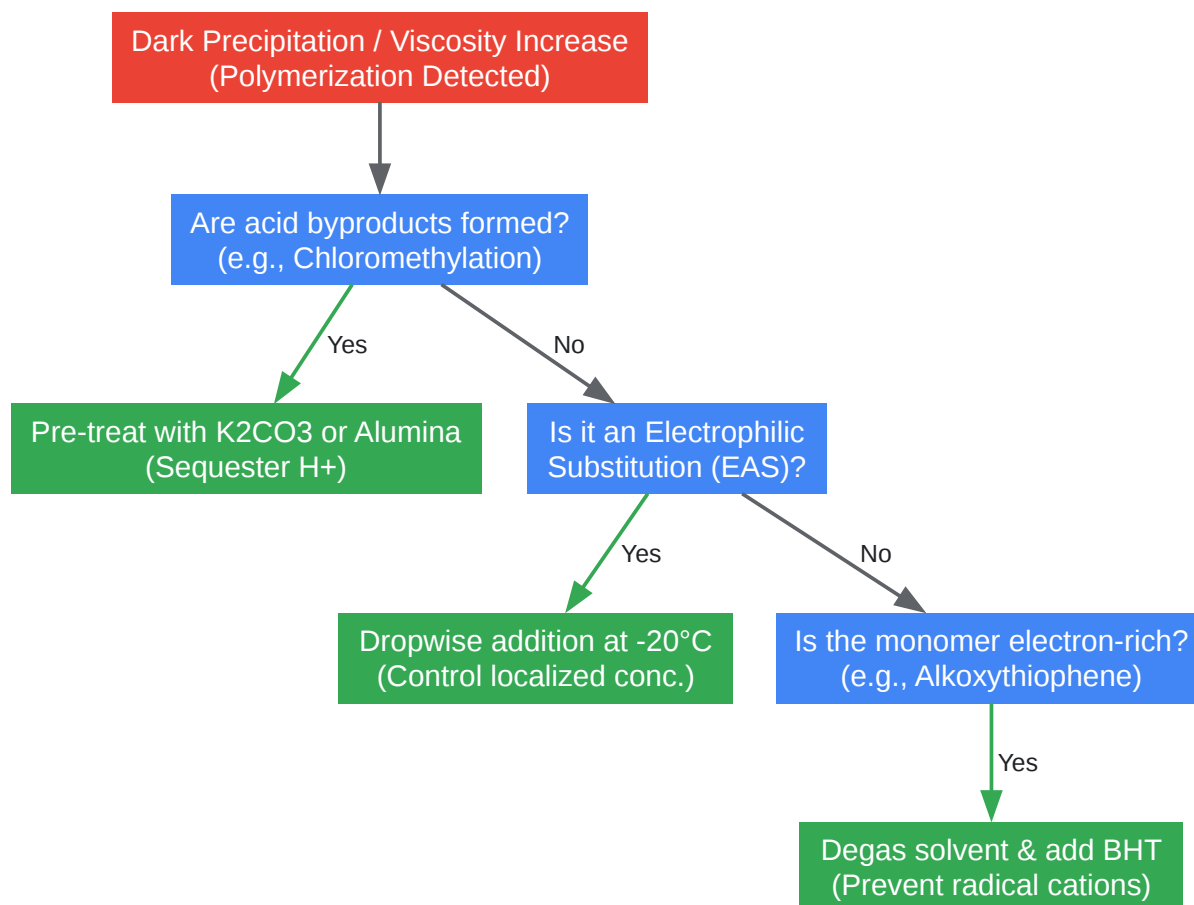 Dark Precipitation / Viscosity Increase
(Polymerization Detected)
Are acid byproducts formed?
(e.g., Chloromethylation)
Yes
No
Pre-treat with K2CO3 or Alumina
(Sequester H+)
Is it an Electrophilic
Substitution (EAS)?
Yes
No
Dropwise addition at -20°C
(Control localized conc.)
Is the monomer electron-rich?
(e.g., Alkoxythiophene)
Yes
Degas solvent & add BHT
(Prevent radical cations)